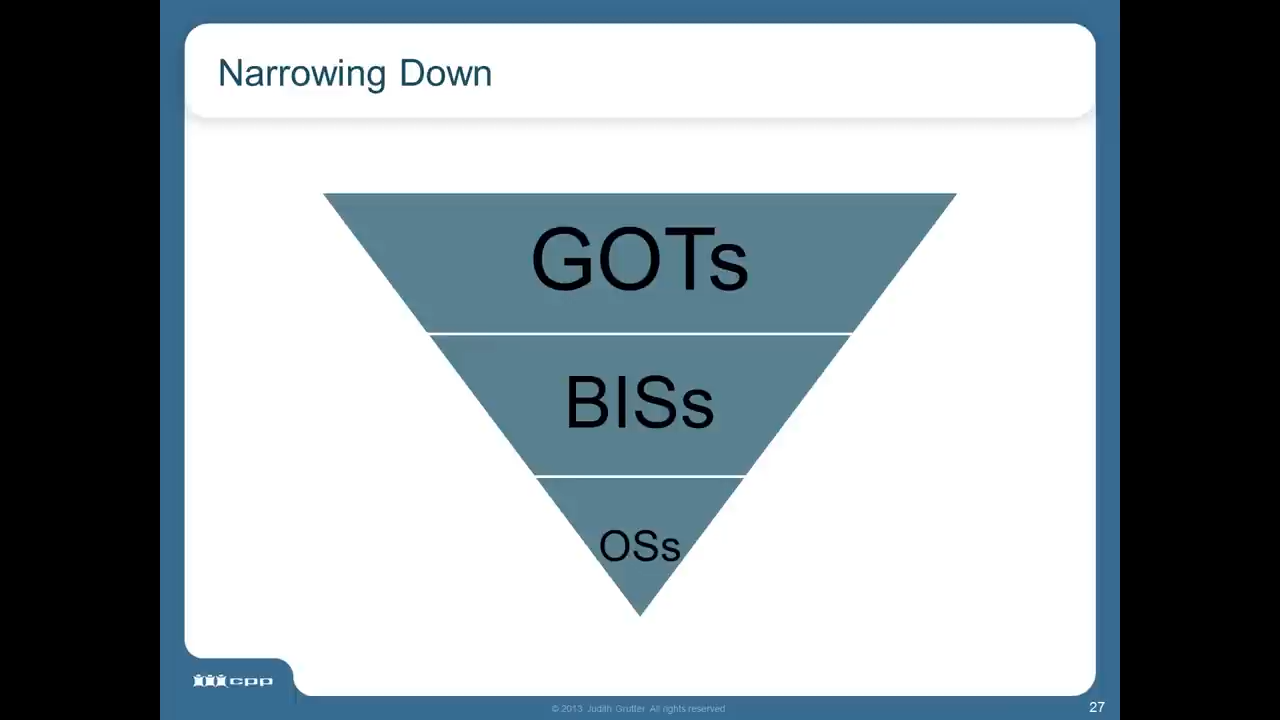 Narrowing Down
GOTs
BISs
OSs
cpp
© 2013 Judith Grutter All rights reserved
27